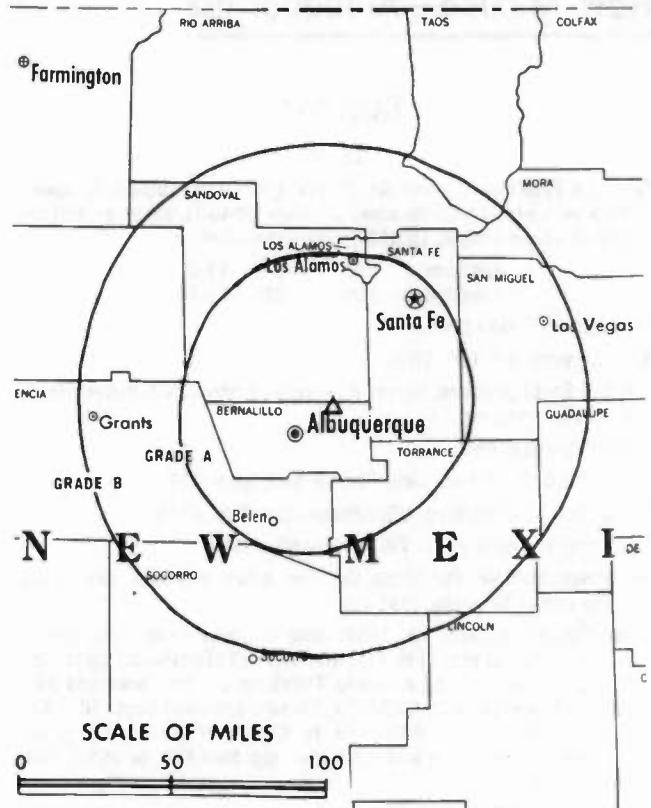 RIO ARRIBA
TAOS
COLFAX
Farmington
MORA
SANDOVAL
LOS ALAMOS
Los Alamos
SANTA FE
SAN MIGUEL
Santa Fe
Las Vegas
ENCIA
Grants
BERNALILLO
Albuquerque
GUADALUPE
GRADE A
TORRANCE
GRADE B
Belen
N E W M E X I
DE
SOCORRO
LINCOLN
C
SCALE OF MILES
0 50 100